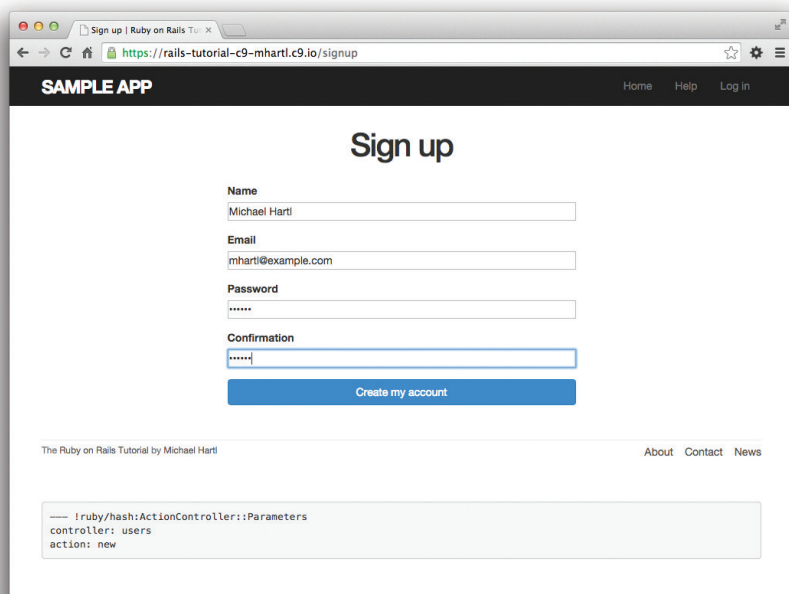 Sign up | Ruby on Rails Tu
https://rails-tutorial-c9-mhartl.c9.io/signup
SAMPLE APP
Home Help Log in
Sign up
Name
Michael Hartl
Email
mhartl@example.com
Password
••••••
Confirmation
••••••
Create my account
The Ruby on Rails Tutorial by Michael Hartl
About Contact News
--- !ruby/hash:ActionController::Parameters
controller: users
action: new